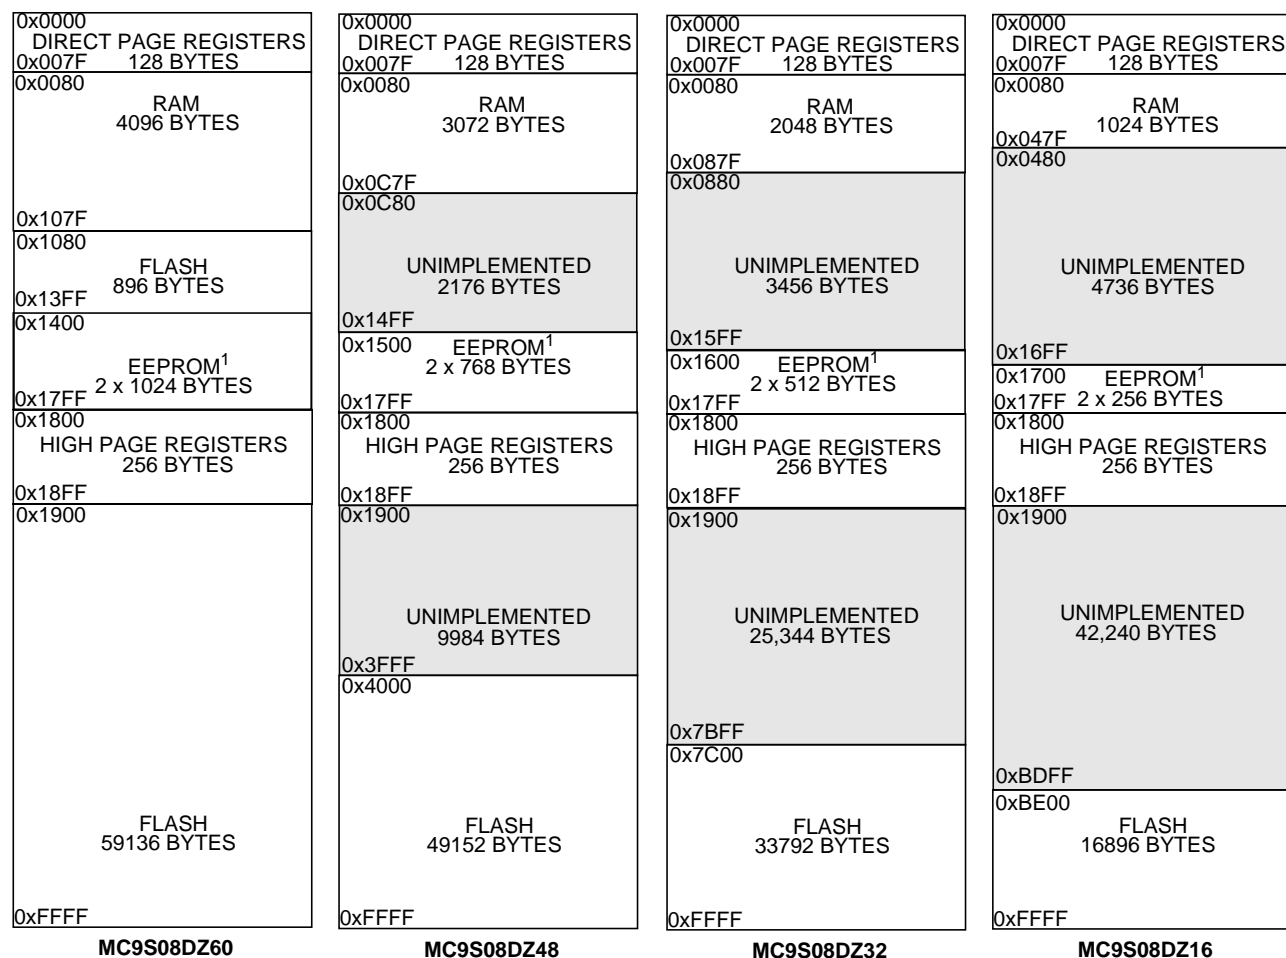 0x0000
DIRECT PAGE REGISTERS
0x007F 128 BYTES
0x0080
RAM
4096 BYTES
0x107F
0x1080
FLASH
896 BYTES
0x13FF
0x1400
EEPROM1
2 x 1024 BYTES
0x17FF
0x1800
HIGH PAGE REGISTERS
256 BYTES
0x18FF
0x1900
FLASH
59136 BYTES
0xFFFF
MC9S08DZ60
0x0000
DIRECT PAGE REGISTERS
0x007F 128 BYTES
0x0080
RAM
3072 BYTES
0x0C7F
0x0C80
UNIMPLEMENTED
2176 BYTES
0x14FF
0x1500 EEPROM1
2 x 768 BYTES
0x17FF
0x1800
HIGH PAGE REGISTERS
256 BYTES
0x18FF
0x1900
UNIMPLEMENTED
9984 BYTES
0x3FFF
0x4000
FLASH
49152 BYTES
0xFFFF
MC9S08DZ48
0x0000
DIRECT PAGE REGISTERS
0x007F 128 BYTES
0x0080
RAM
2048 BYTES
0x087F
0x0880
UNIMPLEMENTED
3456 BYTES
0x15FF
0x1600 EEPROM1
2 x 512 BYTES
0x17FF
0x1800
HIGH PAGE REGISTERS
256 BYTES
0x18FF
0x1900
UNIMPLEMENTED
25,344 BYTES
0x7BFF
0x7C00
FLASH
33792 BYTES
0xFFFF
MC9S08DZ32
0x0000
DIRECT PAGE REGISTERS
0x007F 128 BYTES
0x0080
RAM
1024 BYTES
0x047F
0x0480
UNIMPLEMENTED
4736 BYTES
0x16FF
0x1700 EEPROM1
0x17FF 2 x 256 BYTES
0x1800
HIGH PAGE REGISTERS
256 BYTES
0x18FF
0x1900
UNIMPLEMENTED
42,240 BYTES
0xBDFF
0xBE00
FLASH
16896 BYTES
0xFFFF
MC9S08DZ16